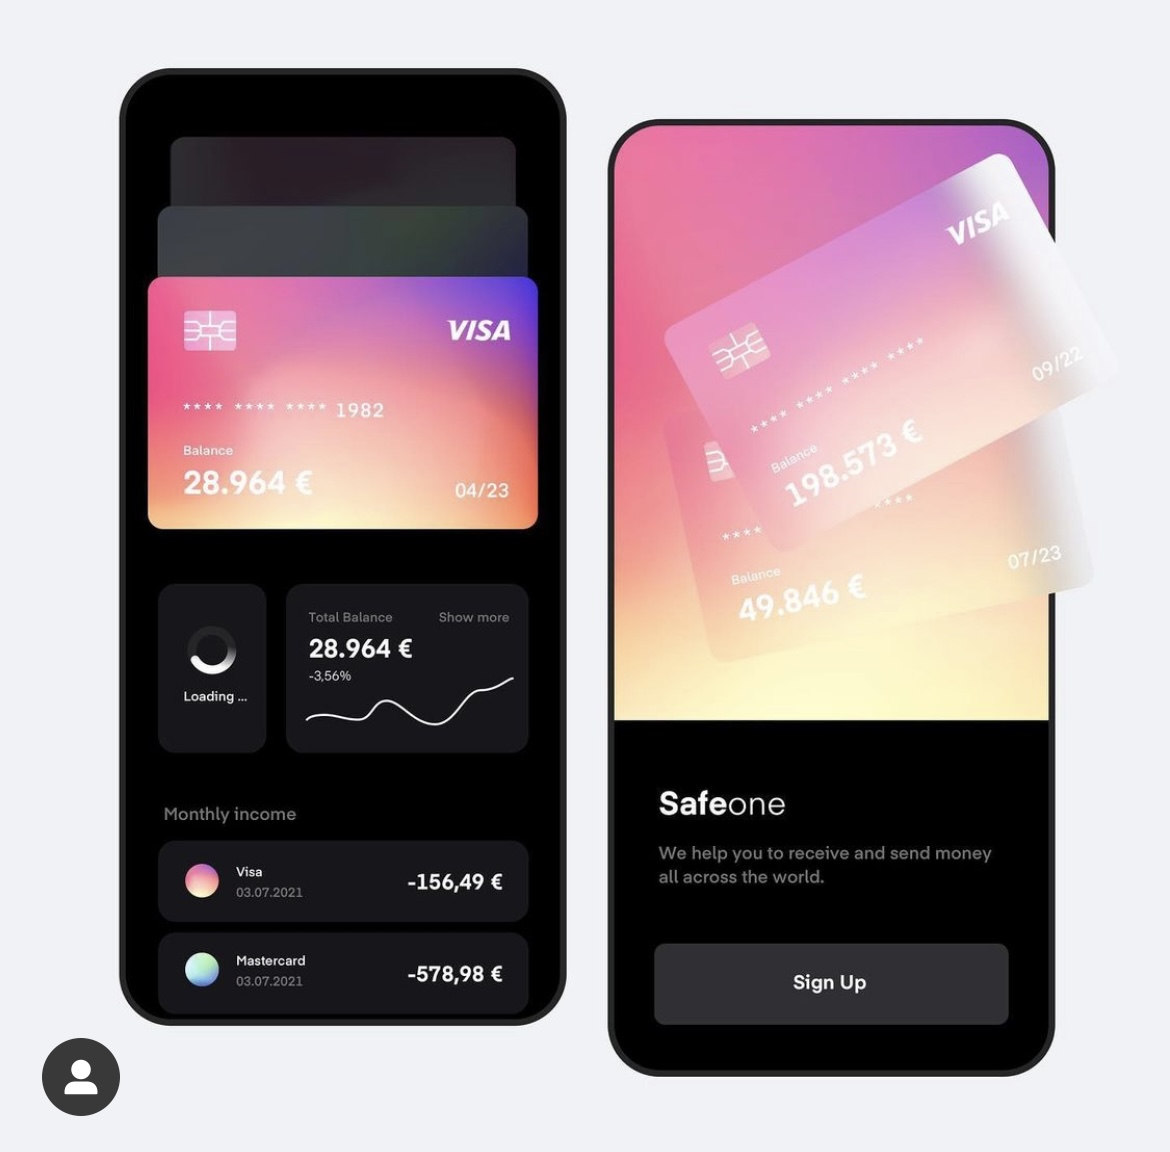 VISA
**** **** **** 1982
Balance
28.964 €
04/23
Loading ...
Total Balance
Show more
28.964 €
-3,56%
Monthly income
Visa
03.07.2021
-156,49 €
Mastercard
03.07.2021
-578,98 €
VISA
**** **** **** ****
09/22
Balance
198.573 €
**** ****
07/23
Balance
49.846 €
Safeone
We help you to receive and send money
all across the world.
Sign Up